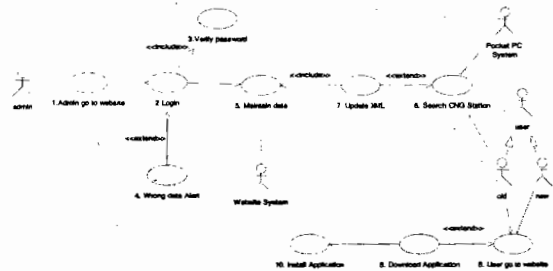 3.Verify password
<<include>>
Pocket PC
System
<<include>>
<<extend>>
admin
1.Admin go to website
2 Login
5. Maintain data
7. Update XML
6. Search CNG Station
user
<<extend>>
4. Wrong data Alert
Website System
old
new
<<extend>>
10. Install Application
9. Download Application
8. User go to website